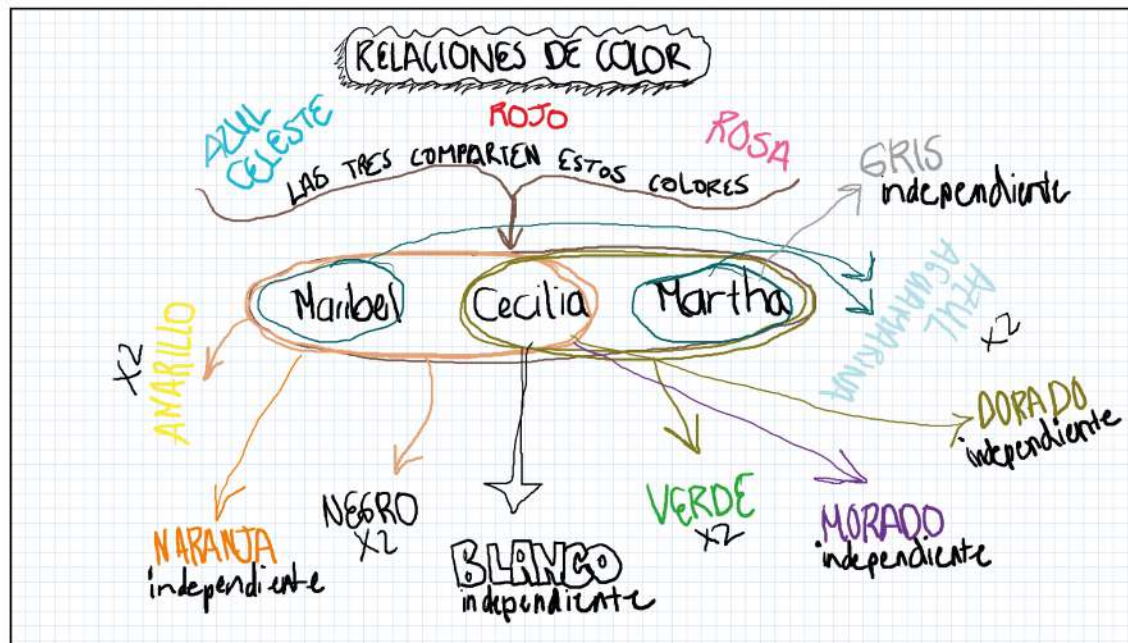 RELACIONES DE COLOR
AZUL
CELESTE
ROJO
ROSA
LAS TRES COMPARTEN ESTOS COLORES
GRIS
independiente
Maribel
Cecilia
Martha
AZUL
AGUAMARINA
X2
AMARILLO
X2
DORADO
independiente
NARANJA
independiente
NEGRO
X2
BLANCO
independiente
VERDE
X2
MORADO
independiente